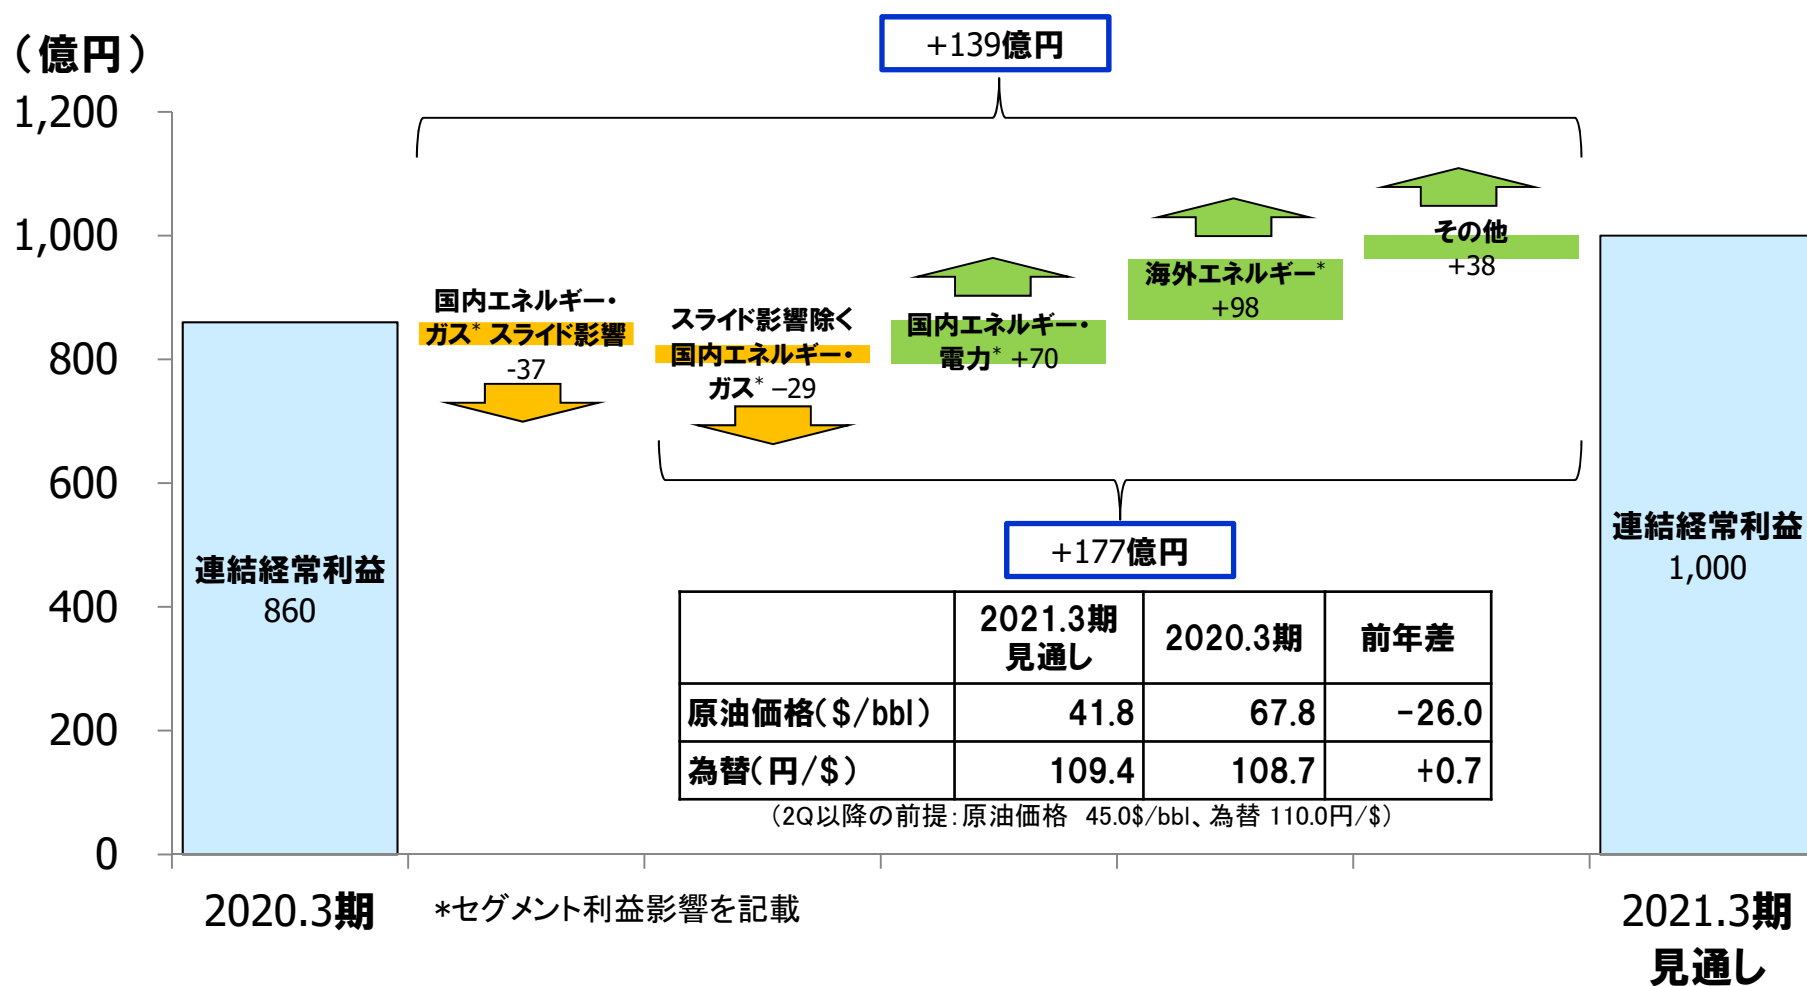 （億円）
+139億円
1,200
1,000
800
600
400
200
0
連結経常利益
860
国内エネルギー・
ガス* スライド影響
-37
スライド影響除く
国内エネルギー・
ガス* –29
国内エネルギー・
電力* +70
海外エネルギー*
+98
その他
+38
連結経常利益
1,000
+177億円
2021.3期
見通し
2020.3期
前年差
原油価格($/bbl)
41.8
67.8
-26.0
為替(円/$)
109.4
108.7
+0.7
(2Q以降の前提:原油価格 45.0$/bbl、為替 110.0円/$)
2020.3期
*セグメント利益影響を記載
2021.3期
見通し